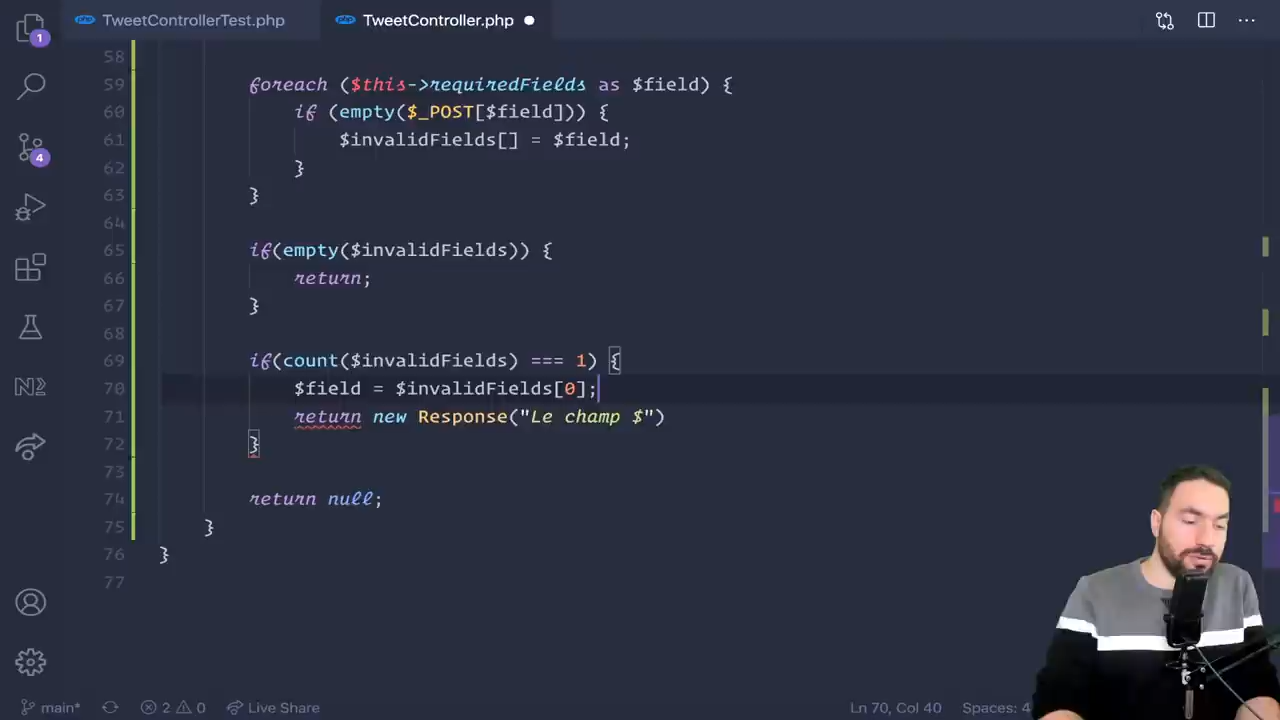 TweetControllerTest.php
TweetController.php
58
59 foreach ($this->requiredFields as $field) {
60 if (empty($_POST[$field])) {
61 $invalidFields[] = $field;
62 }
63 }
64
65 if(empty($invalidFields)) {
66 return;
67 }
68
69 if(count($invalidFields) === 1) {
70 $field = $invalidFields[0];
71 return new Response("Le champ $")
72 }
73
74 return null;
75 }
76 }
77
1
4
main*
2
0
Live Share
Ln 70, Col 40
Spaces: 4